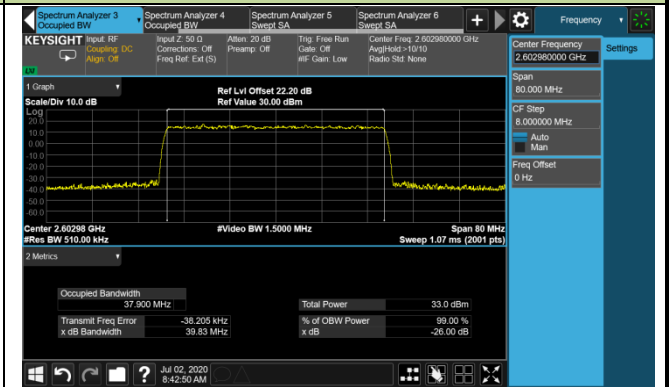 Spectrum Analyzer 3 Spectrum Analyzer 4 Spectrum Analyzer 5 Spectrum Analyzer 6 Frequency
Occupied BW Occupied BW Swept SA Swept SA
KEYSIGHT Input: RF Input Z: 50 Ω Atten: 20 dB Trig: Free Run Center Freq: 2.602980000 GHz
Coupling: DC Corrections: Off Preamp: Off Gate: Off Avg|Hold:>10/10
Align: Off Freq Ref: Ext (S) #IF Gain: Low Radio Std: None
Center Frequency Settings
2.602980000 GHz
Span
80.000 MHz
CF Step
8.000000 MHz
Auto
Man
Freq Offset
0 Hz
1 Graph Ref Lvl Offset 22.20 dB
Scale/Div 10.0 dB Ref Value 30.00 dBm
Log
20.0
10.0
0.00
-10.0
-20.0
-30.0
-40.0
-50.0
-60.0
Center 2.60298 GHz #Video BW 1.5000 MHz Span 80 MHz
#Res BW 510.00 kHz Sweep 1.07 ms (2001 pts)
2 Metrics
Occupied Bandwidth
37.900 MHz Total Power 33.0 dBm
Transmit Freq Error -38.205 kHz % of OBW Power 99.00 %
x dB Bandwidth 39.83 MHz x dB -26.00 dB
? Jul 02, 2020
8:42:50 AM